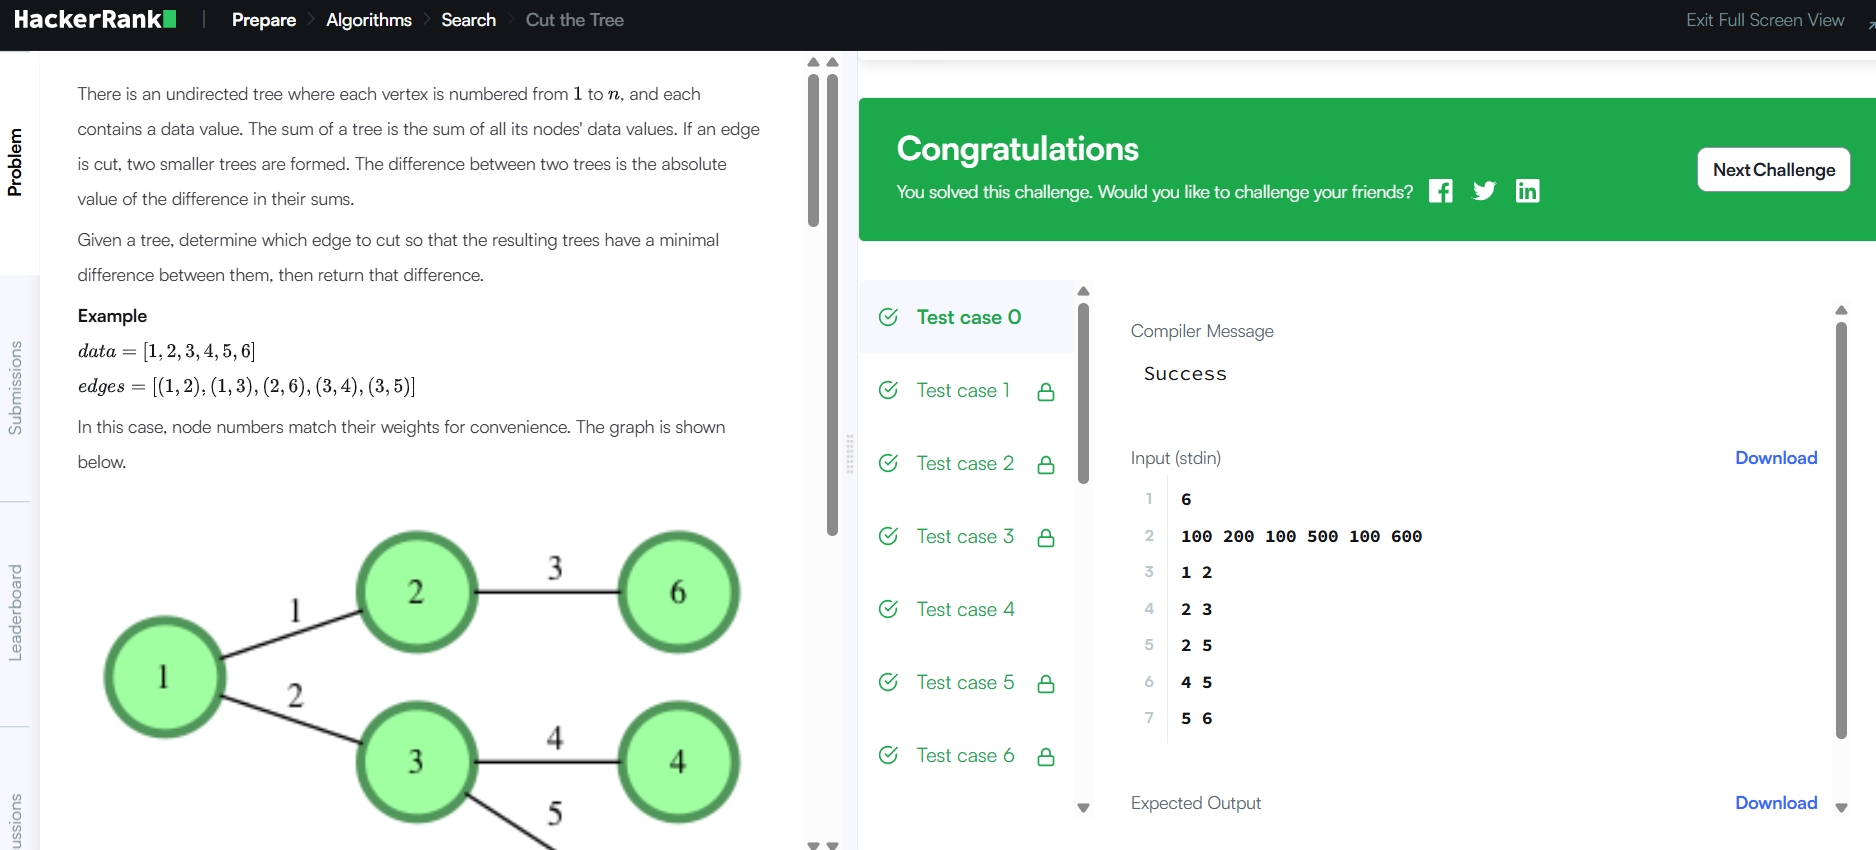 HackerRank | Prepare > Algorithms > Search > Cut the Tree
Exit Full Screen View
Problem
Submissions
Leaderboard
ussions
There is an undirected tree where each vertex is numbered from 1 to n, and each
contains a data value. The sum of a tree is the sum of all its nodes' data values. If an edge
is cut, two smaller trees are formed. The difference between two trees is the absolute
value of the difference in their sums.
Given a tree, determine which edge to cut so that the resulting trees have a minimal
difference between them, then return that difference.
Example
data = [1, 2, 3, 4, 5, 6]
edges = [(1, 2), (1, 3), (2, 6), (3, 4), (3, 5)]
In this case, node numbers match their weights for convenience. The graph is shown
below.
3
2
6
1
1
2
4
3
4
5
Congratulations
You solved this challenge. Would you like to challenge your friends?
Next Challenge
Test case 0
Test case 1
Test case 2
Test case 3
Test case 4
Test case 5
Test case 6
Compiler Message
Success
Input (stdin)
Download
1 6
2 100 200 100 500 100 600
3 1 2
4 2 3
5 2 5
6 4 5
7 5 6
Expected Output
Download